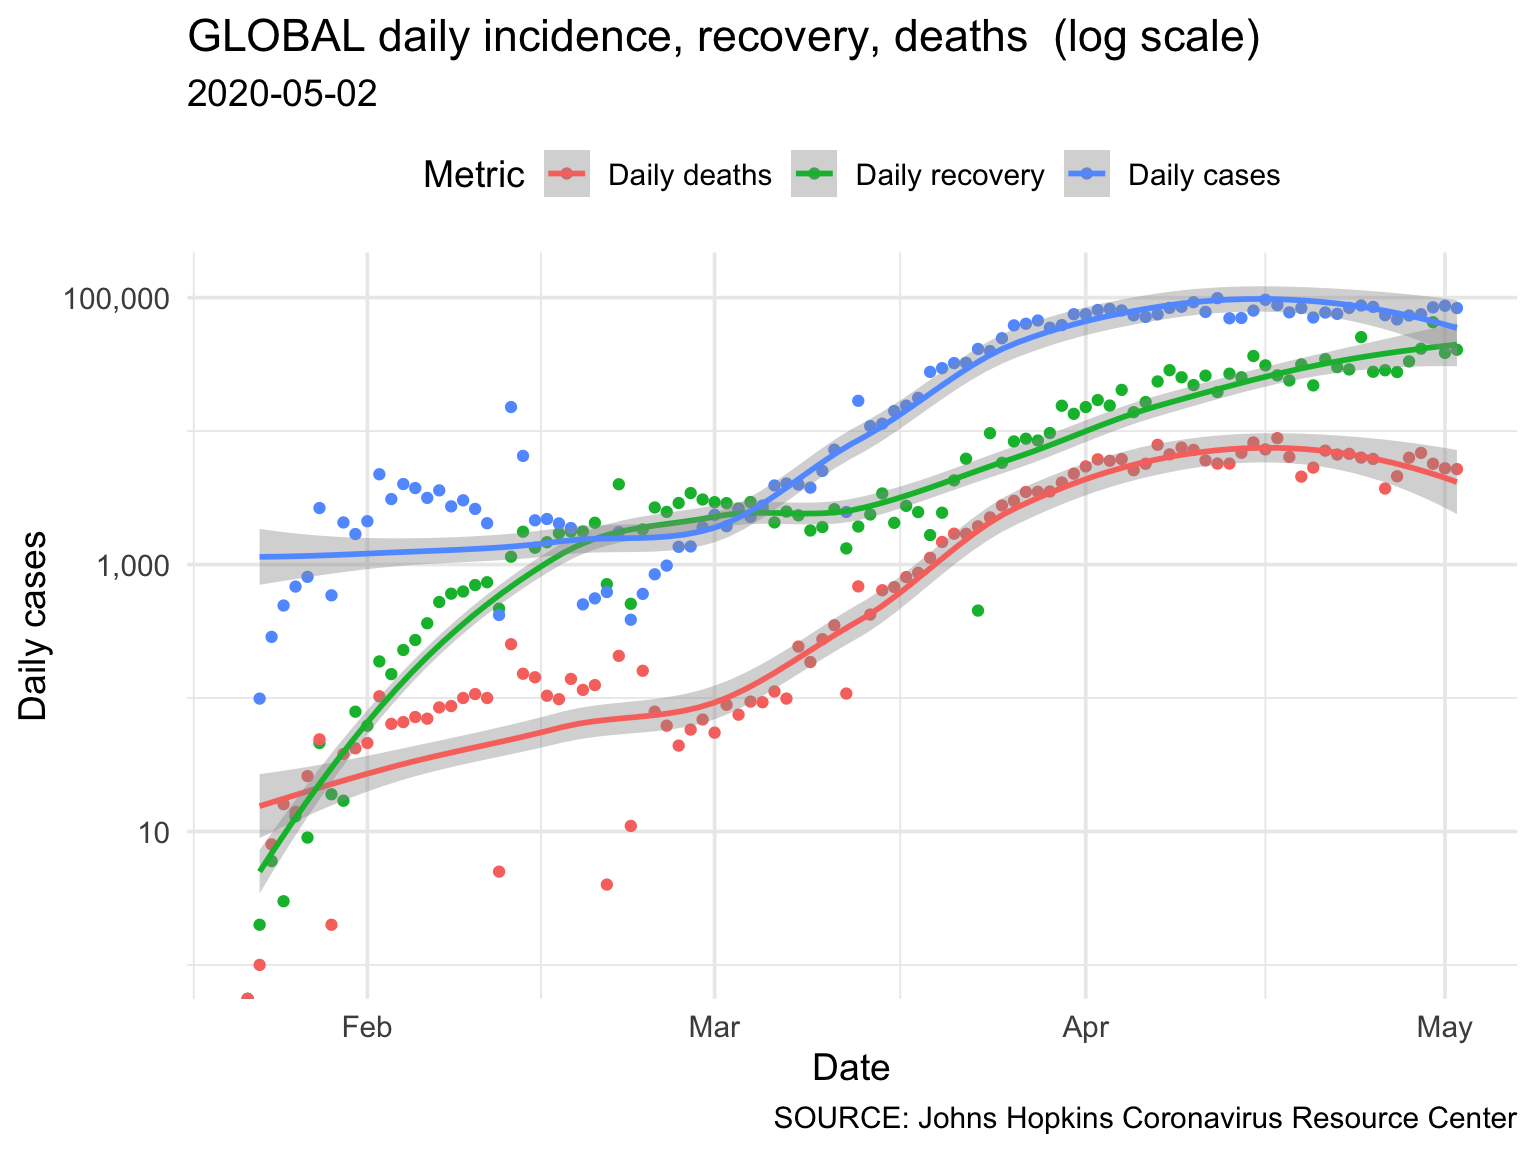 GLOBAL daily incidence, recovery, deaths  (log scale)
2020-05-02
Metric Daily deaths Daily recovery Daily cases
100,000
1,000
10
Daily cases
Feb Mar Apr May
Date
SOURCE: Johns Hopkins Coronavirus Resource Center